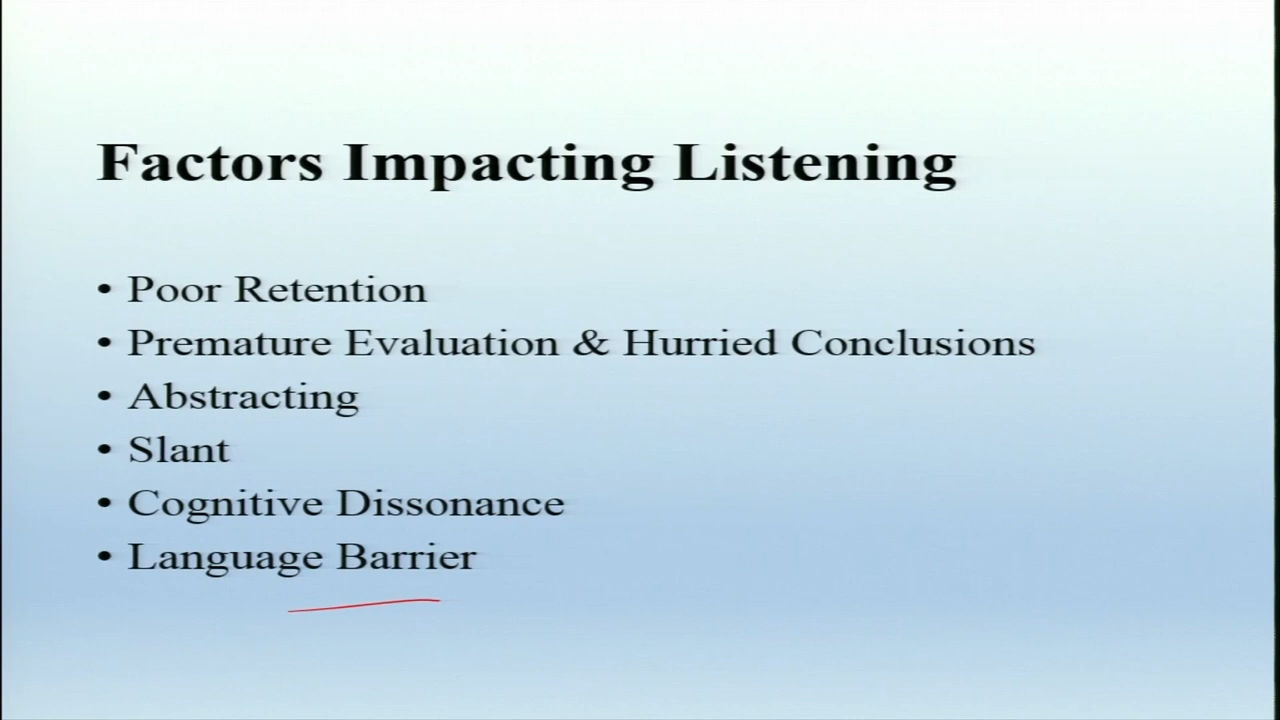 Factors Impacting Listening
• Poor Retention
• Premature Evaluation & Hurried Conclusions
• Abstracting
• Slant
• Cognitive Dissonance
• Language Barrier